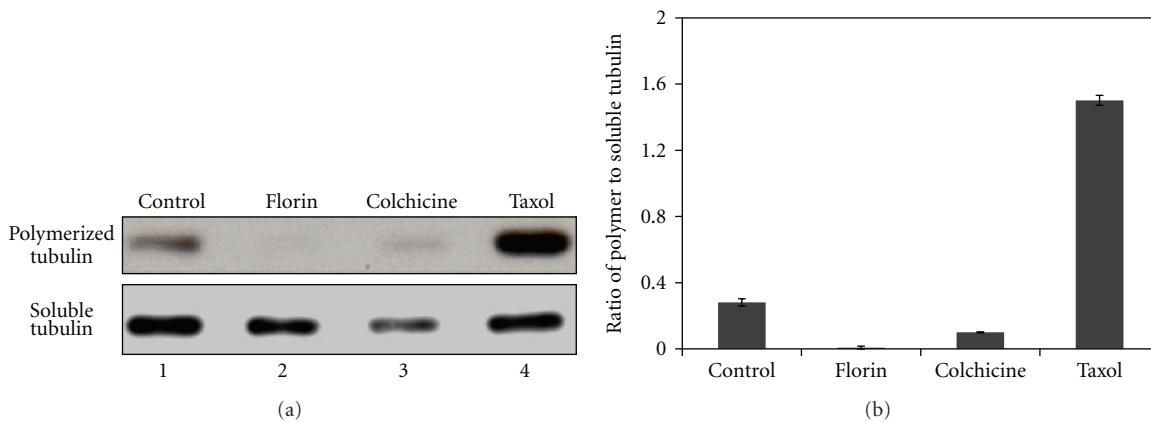 Control Florin Colchicine Taxol
Polymerized
tubulin
Soluble
tubulin
1 2 3 4
(a)
Ratio of polymer to soluble tubulin
2
1.6
1.2
0.8
0.4
0
Control Florin Colchicine Taxol
(b)